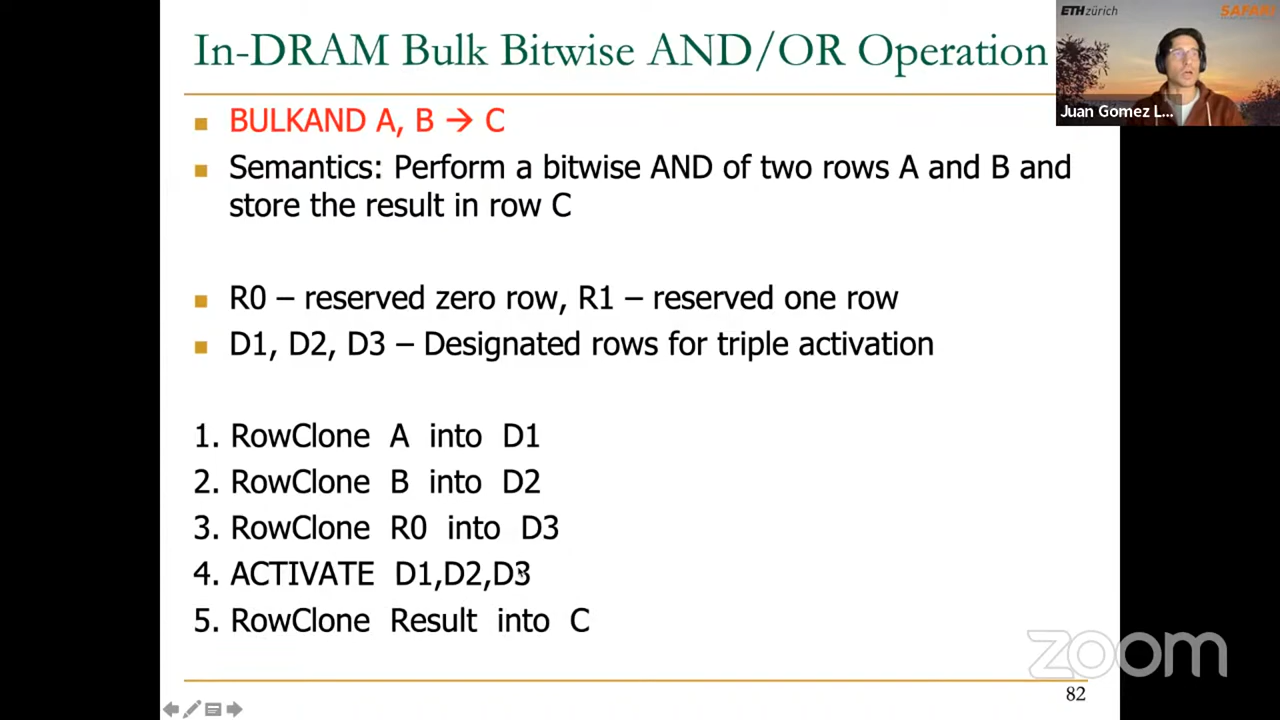 In-DRAM Bulk Bitwise AND/OR Operation
ETHzürich
SAFARI
Juan Gomez L...
BULKAND A, B → C
Semantics: Perform a bitwise AND of two rows A and B and
store the result in row C
R0 – reserved zero row, R1 – reserved one row
D1, D2, D3 – Designated rows for triple activation
1. RowClone A into D1
2. RowClone B into D2
3. RowClone R0 into D3
4. ACTIVATE D1,D2,D3
5. RowClone Result into C
zoom
82